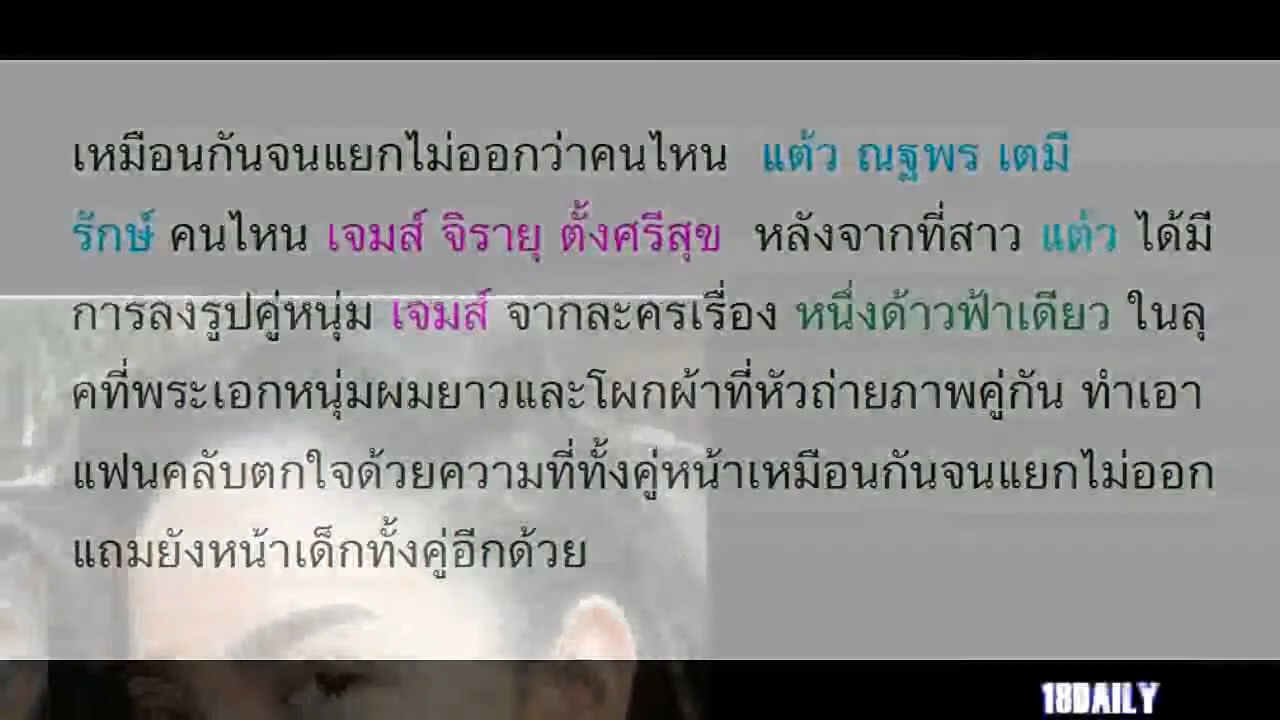 เหมือนกันจนแยกไม่ออกว่าคนไหน แต้ว ณฐพร เตมี
รักษ์ คนไหน เจมส์ จิรายุ ตั้งศรีสุข หลังจากที่สาว แต่ว ได้มี
การลงรูปคู่หนุ่ม เจมส์ จากละครเรื่อง หนึ่งด้าวฟ้าเดียว ในลุ
คที่พระเอกหนุ่มผมยาวและโผกผ้าที่หัวถ่ายภาพคู่กัน ทำเอา
แฟนคลับตกใจด้วยความที่ทั้งคู่หน้าเหมือนกันจนแยกไม่ออก
แถมยังหน้าเด็กทั้งคู่อีกด้วย
18DAILY